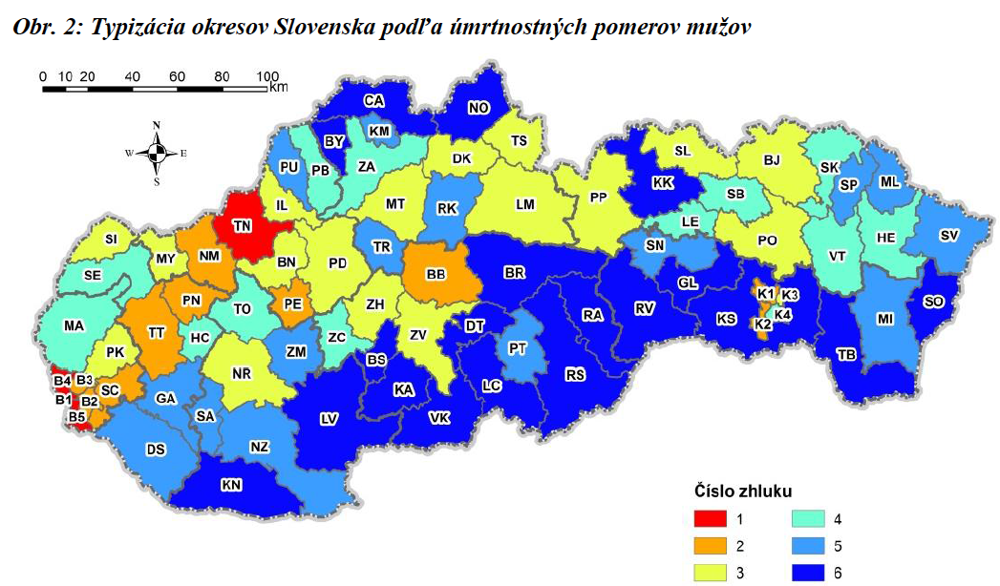 Obr. 2: Typizácia okresov Slovenska podľa úmrtnostných pomerov mužov
0 10 20 40 60 80 100
km
N
W E
S
CA
NO
KM
BY
TS
PU
PB
ZA
DK
SL
BJ
SK
SP
ML
PP
KK
IL
MT
RK
LM
SB
LE
HE
SV
TN
SI
MY
NM
BN
PD
TR
SN
PO
VT
SE
BB
BR
GL
PN
TO
PE
ZH
K1
K3
K4
K2
SO
MA
TT
HC
ZC
ZV
DT
RA
RV
KS
MI
PK
ZM
BS
PT
TB
B4
B3
SC
NR
RS
B1
B2
GA
KA
LC
B5
SA
LV
VK
DS
NZ
KN
Číslo zhluku
1 4
2 5
3 6